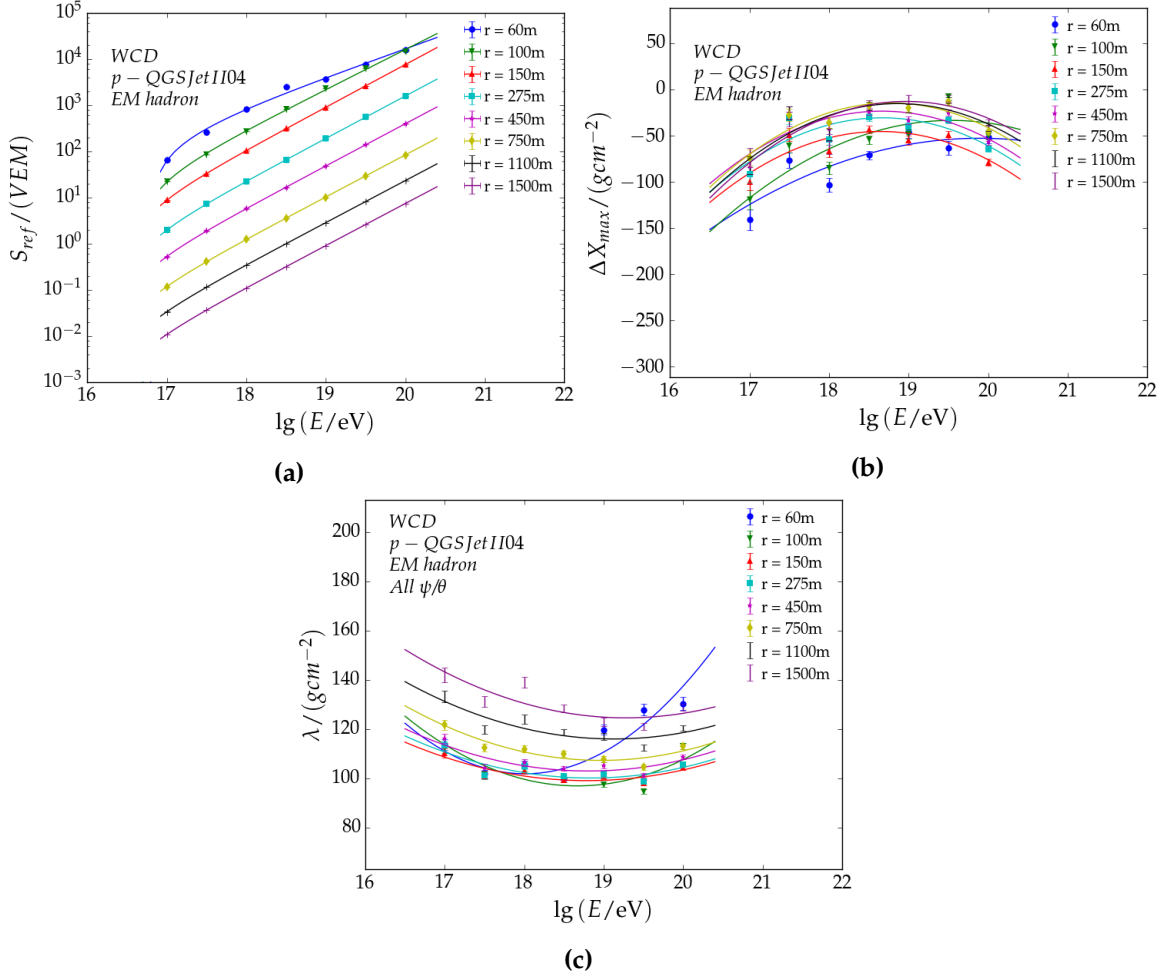 10^5
10^4
10^3
10^2
10^1
10^0
10^{-1}
10^{-2}
10^{-3}
S_{ref} / (VEM)
WCD
p − QGSJetII04
EM hadron
r = 60m
r = 100m
r = 150m
r = 275m
r = 450m
r = 750m
r = 1100m
r = 1500m
16 17 18 19 20 21 22
lg (E/eV)
(a)
50
0
−50
−100
−150
−200
−250
−300
ΔX_{max} / (gcm^{−2})
WCD
p − QGSJetII04
EM hadron
r = 60m
r = 100m
r = 150m
r = 275m
r = 450m
r = 750m
r = 1100m
r = 1500m
16 17 18 19 20 21 22
lg (E/eV)
(b)
200
180
160
140
120
100
80
λ / (gcm^{−2})
WCD
p − QGSJetII04
EM hadron
All ψ/θ
r = 60m
r = 100m
r = 150m
r = 275m
r = 450m
r = 750m
r = 1100m
r = 1500m
16 17 18 19 20 21 22
lg (E/eV)
(c)